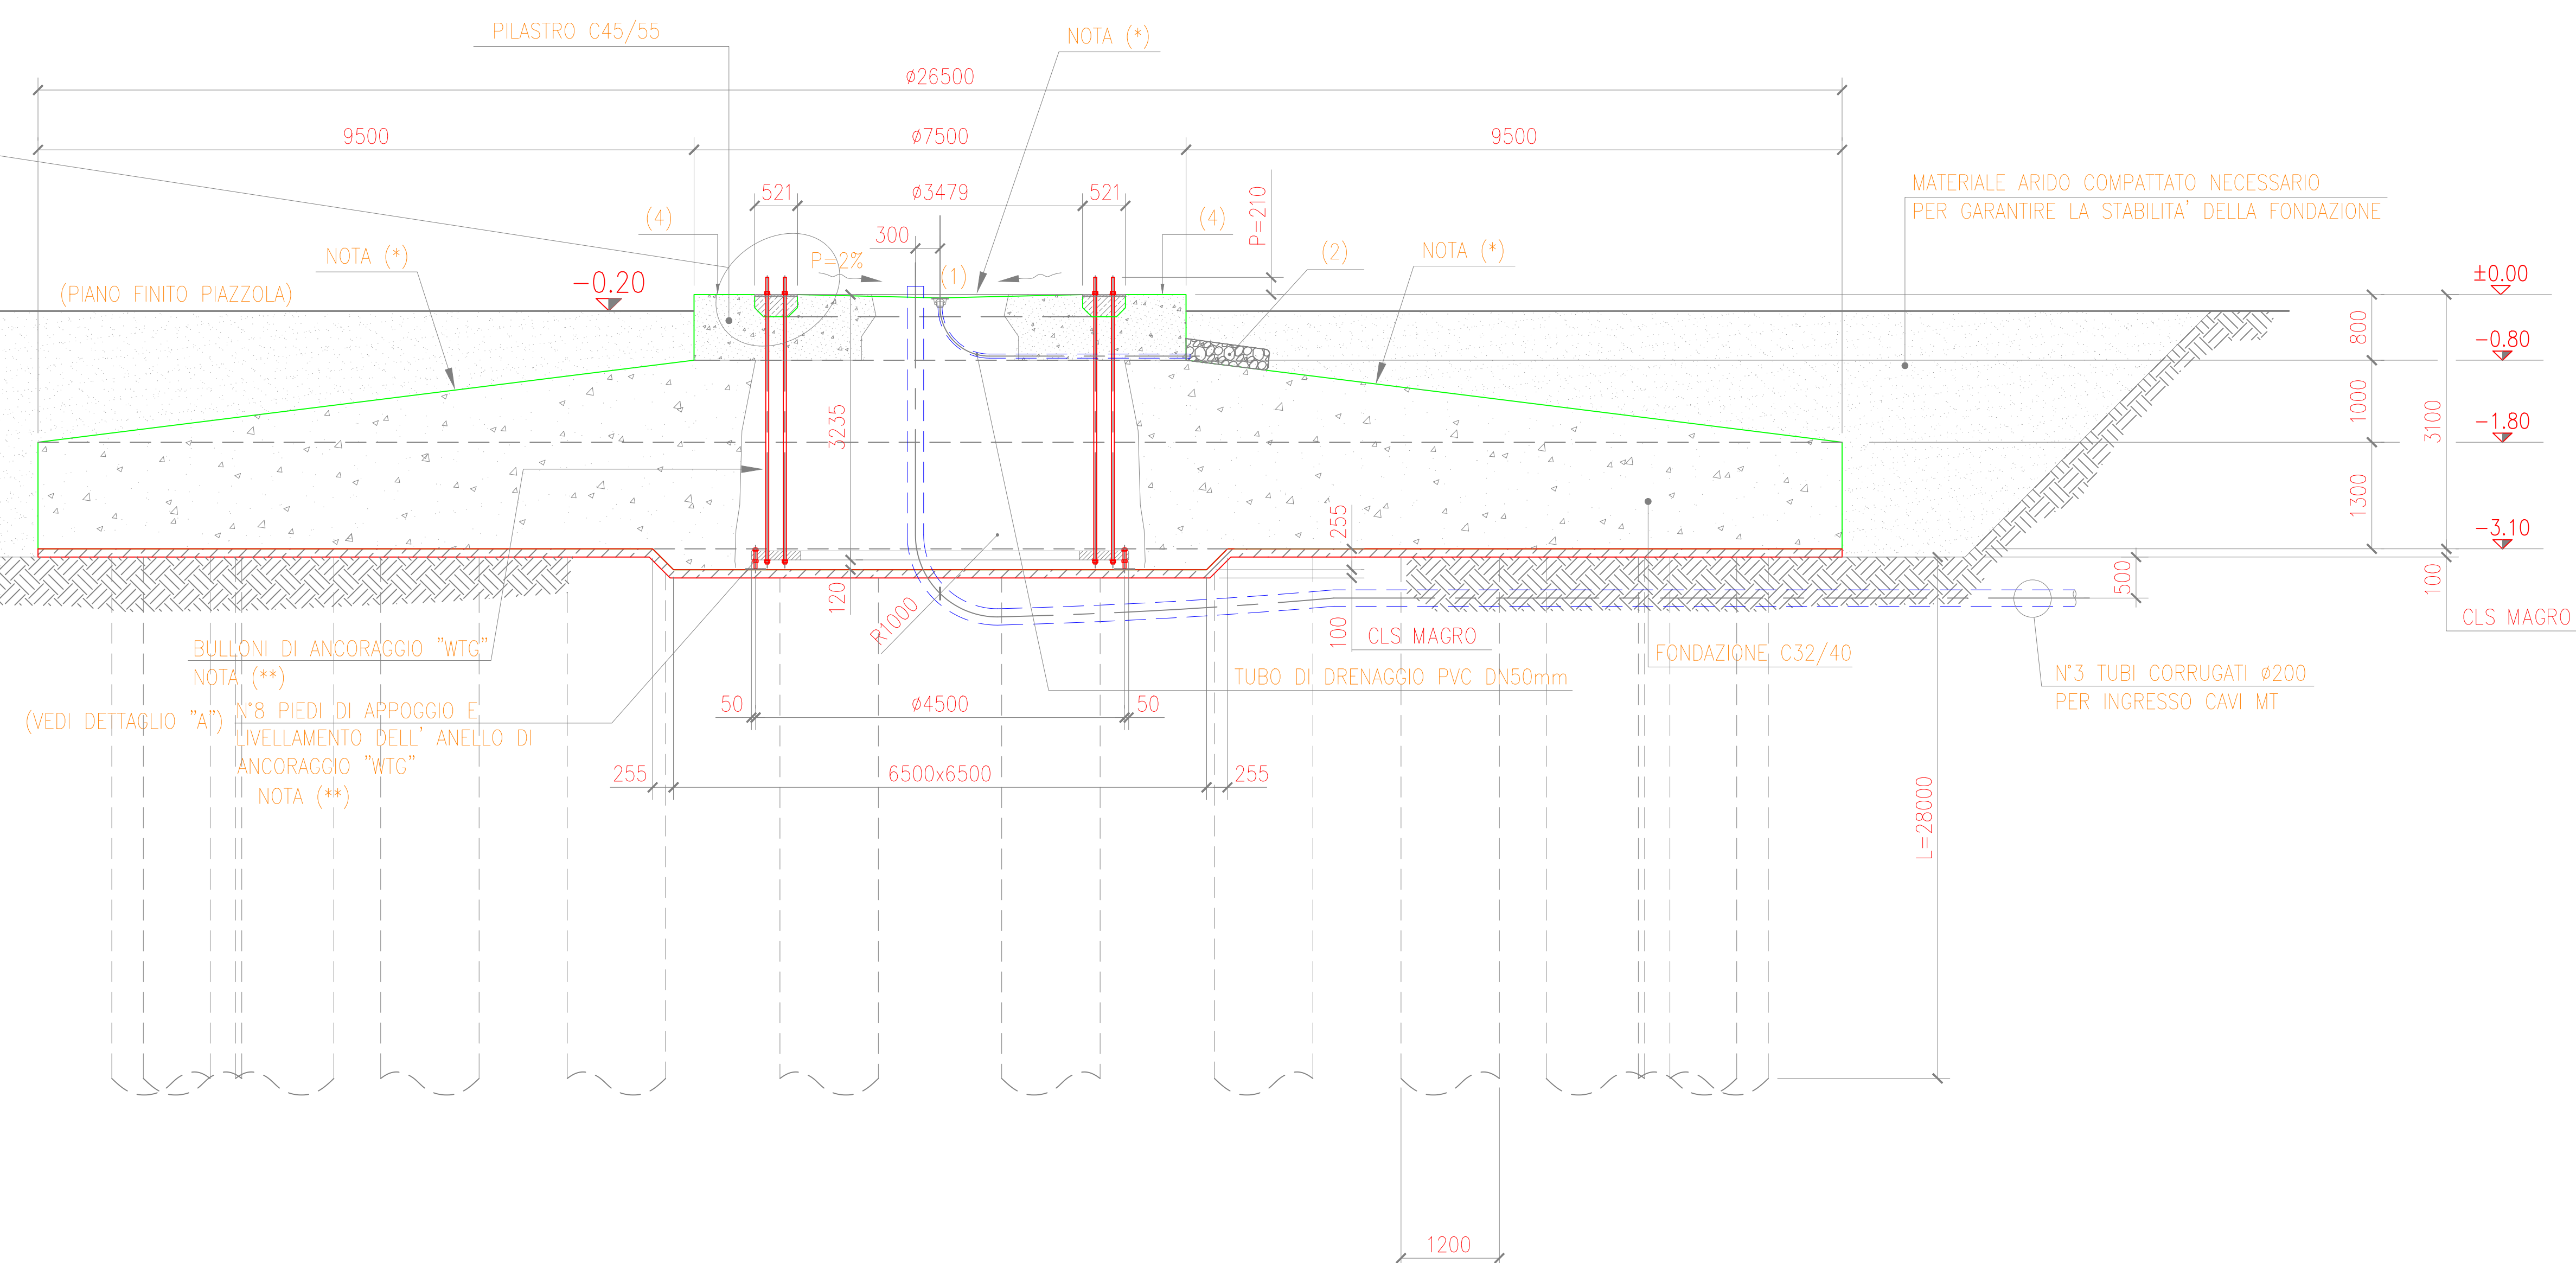 PILASTRO C45/55
NOTA (*)
ø26500
9500
ø7500
9500
521
ø3479
521
P=210
MATERIALE ARIDO COMPATTATO NECESSARIO
PER GARANTIRE LA STABILITA' DELLA FONDAZIONE
(4)
300
(4)
(2)
NOTA (*)
NOTA (*)
P=2%
(1)
(PIANO FINITO PIAZZOLA)
-0.20
±0.00
800
-0.80
1000
3100
-1.80
3235
1300
255
-3.10
500
100
120
R1000
100
CLS MAGRO
CLS MAGRO
BULLONI DI ANCORAGGIO "WTG"
NOTA (**)
FONDAZIONE C32/40
TUBO DI DRENAGGIO PVC DN50mm
N°3 TUBI CORRUGATI ø200
PER INGRESSO CAVI MT
(VEDI DETTAGLIO "A")
N°8 PIEDI DI APPOGGIO E
LIVELLAMENTO DELL' ANELLO DI
ANCORAGGIO "WTG"
NOTA (**)
50
ø4500
50
255
6500x6500
255
L=28000
1200